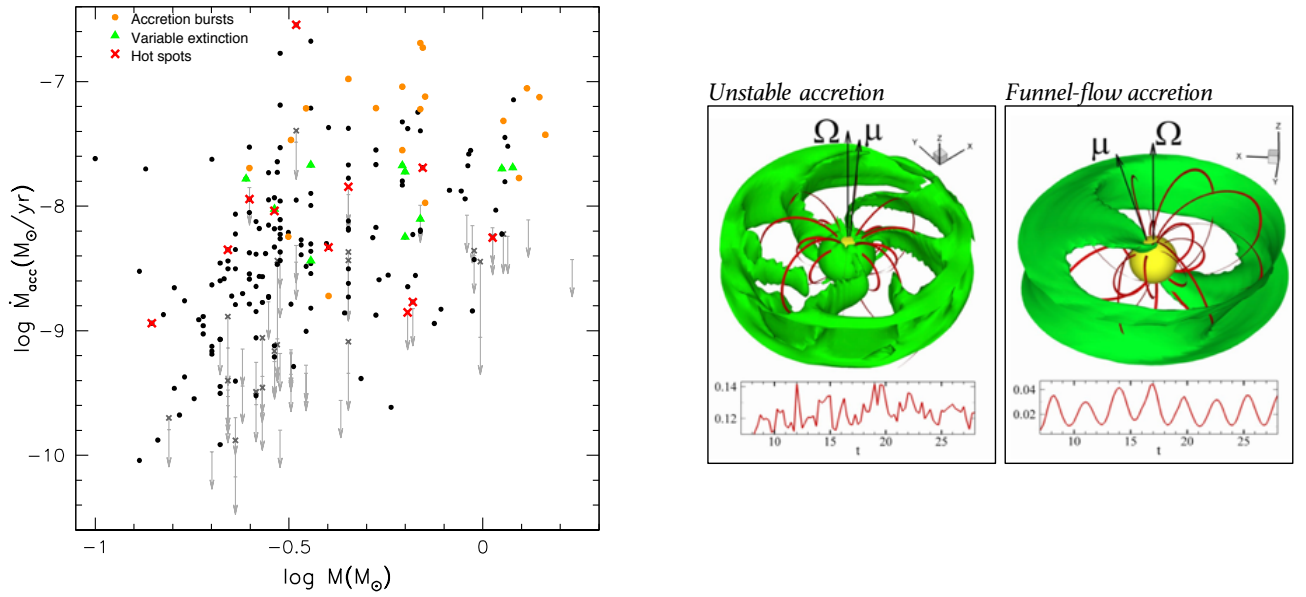 Accretion bursts
Variable extinction
Hot spots
−7
−8
−9
−10
−1
−0.5
0
log Ṁacc(M⊙/yr)
log M(M⊙)
Unstable accretion
Funnel-flow accretion
Ω μ
Y Z X
0.14
0.12
10 15 20 25
t
μ Ω
X Z Y
0.04
0.02
10 15 20 25
t